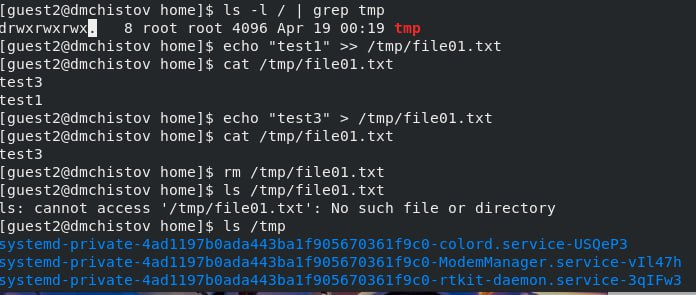 [guest2@dmchistov home]$ ls -l / | grep tmp
drwxrwxrwx.   8 root root 4096 Apr 19 00:19 tmp
[guest2@dmchistov home]$ echo "test1" >> /tmp/file01.txt
[guest2@dmchistov home]$ cat /tmp/file01.txt
test3
test1
[guest2@dmchistov home]$ echo "test3" > /tmp/file01.txt
[guest2@dmchistov home]$ cat /tmp/file01.txt
test3
[guest2@dmchistov home]$ rm /tmp/file01.txt
[guest2@dmchistov home]$ ls /tmp/file01.txt
ls: cannot access '/tmp/file01.txt': No such file or directory
[guest2@dmchistov home]$ ls /tmp
systemd-private-4ad1197b0ada443ba1f905670361f9c0-colord.service-USQeP3
systemd-private-4ad1197b0ada443ba1f905670361f9c0-ModemManager.service-vIl47h
systemd-private-4ad1197b0ada443ba1f905670361f9c0-rtkit-daemon.service-3qIFw3